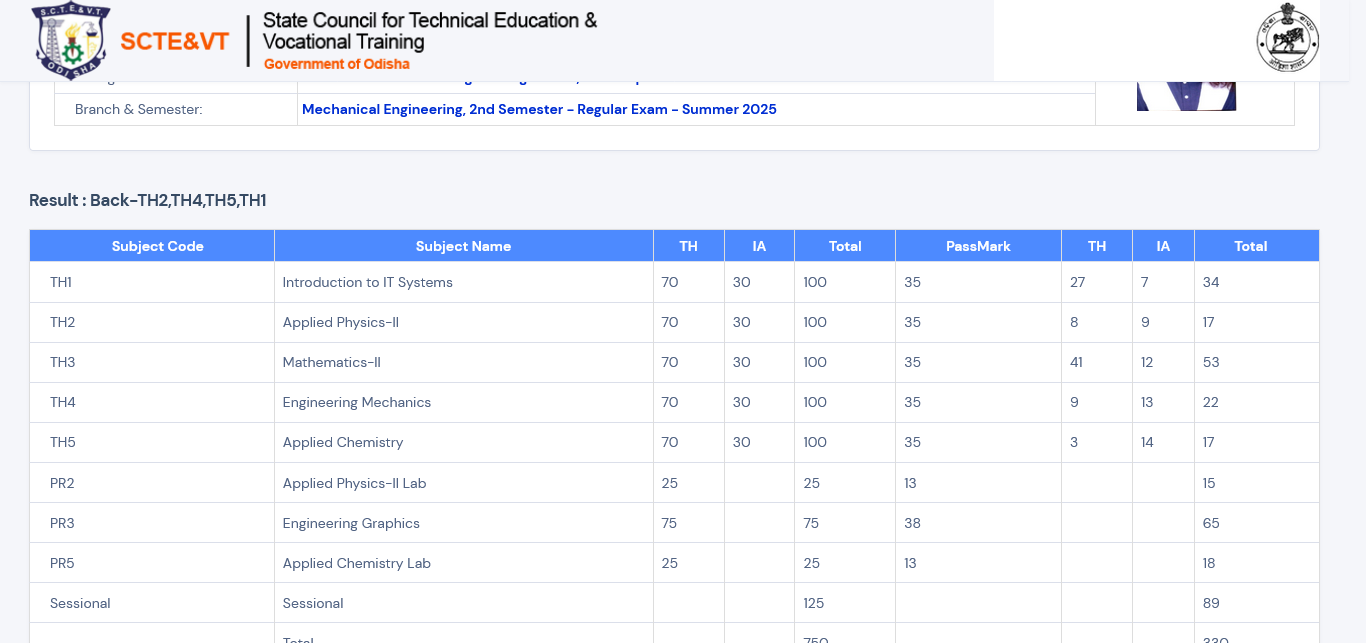 S.C.T.E.&V.T.
ODISHA
SCTE&VT
State Council for Technical Education &
Vocational Training
Government of Odisha
Branch & Semester: Mechanical Engineering, 2nd Semester - Regular Exam - Summer 2025
Result : Back-TH2,TH4,TH5,TH1
Subject Code Subject Name TH IA Total PassMark TH IA Total
TH1 Introduction to IT Systems 70 30 100 35 27 7 34
TH2 Applied Physics-II 70 30 100 35 8 9 17
TH3 Mathematics-II 70 30 100 35 41 12 53
TH4 Engineering Mechanics 70 30 100 35 9 13 22
TH5 Applied Chemistry 70 30 100 35 3 14 17
PR2 Applied Physics-II Lab 25 25 13 15
PR3 Engineering Graphics 75 75 38 65
PR5 Applied Chemistry Lab 25 25 13 18
Sessional Sessional 125 89
Total 750 330